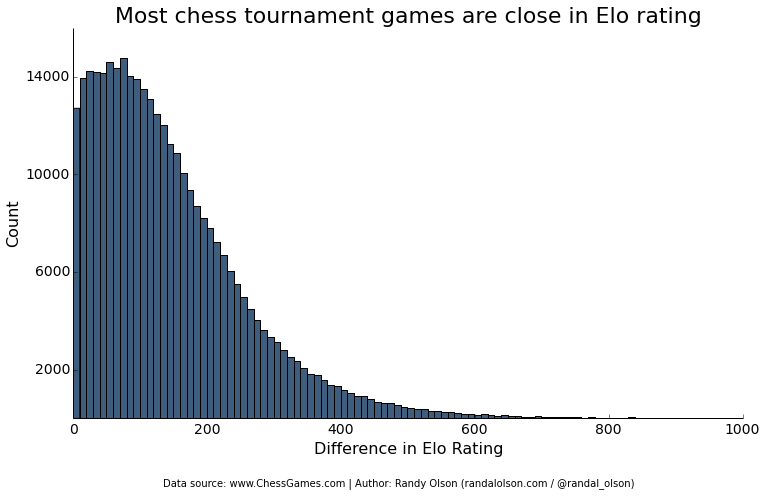 Most chess tournament games are close in Elo rating
14000
10000
6000
2000
Count
0 200 400 600 800 1000
Difference in Elo Rating
Data source: www.ChessGames.com | Author: Randy Olson (randalolson.com / @randal_olson)